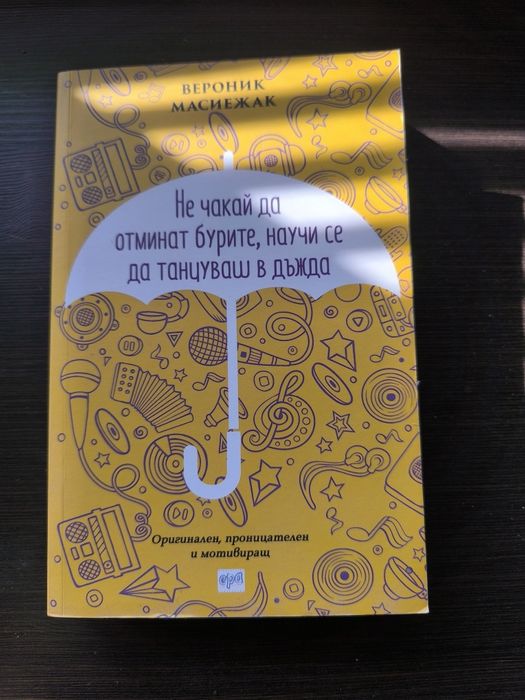 ВЕРОНИК
МАСИЕЖАК
Не чакай да
отминат бурите, научи се
да танцуваш в дъжда
Оригинален, проницателен
и мотивиращ
ера